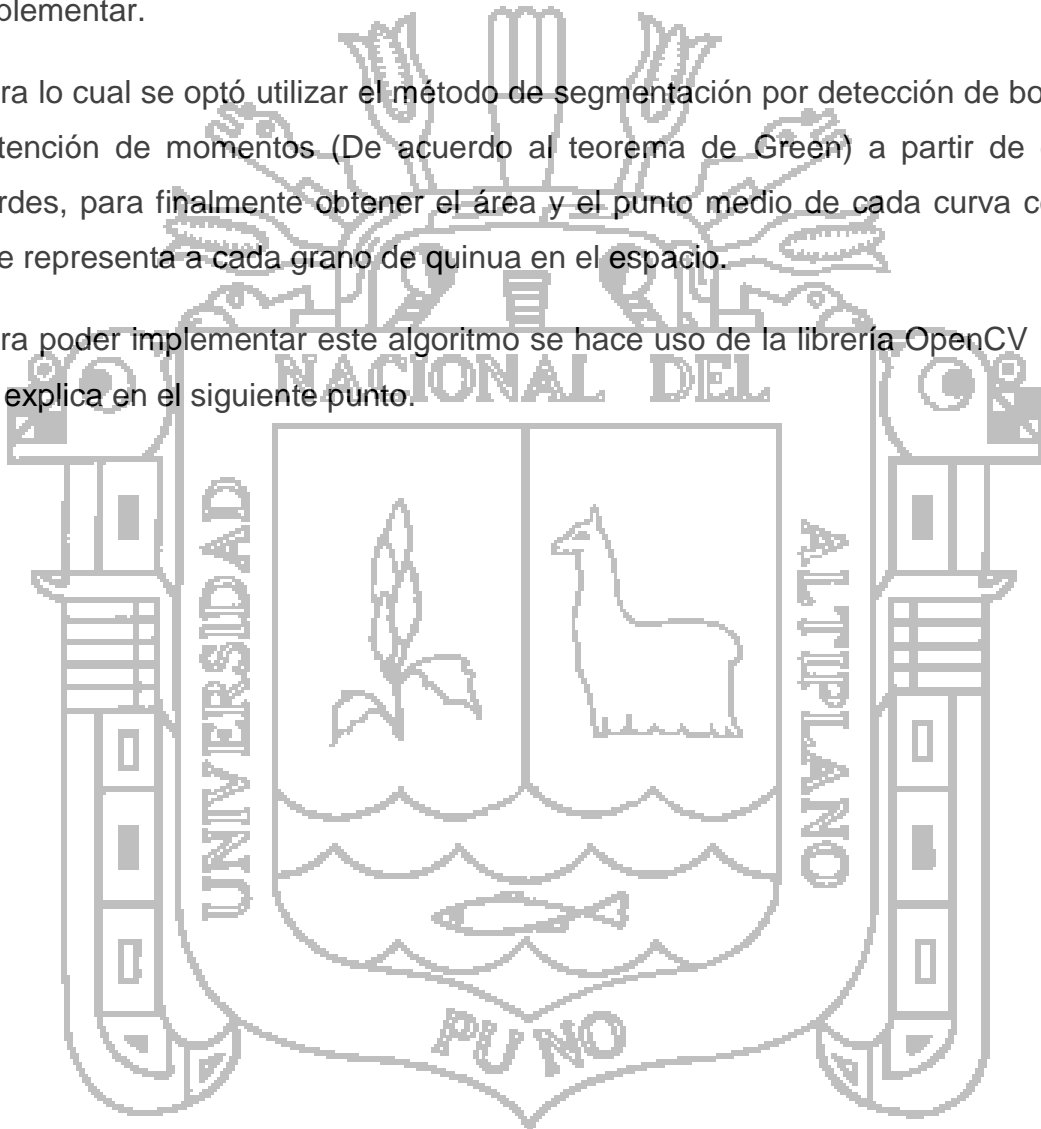 plementar.
ra lo cual se optó utilizar el método de segmentación por detección de bo
tención de momentos (De acuerdo al teorema de Green) a partir de
rdes, para finalmente obtener el área y el punto medio de cada curva c
e representa a cada grano de quinua en el espacio.
ra poder implementar este algoritmo se hace uso de la librería OpenCV
explica en el siguiente punto.
NACIONAL DEL
UNIVERSIDAD
ALTIPLANO
PUNO